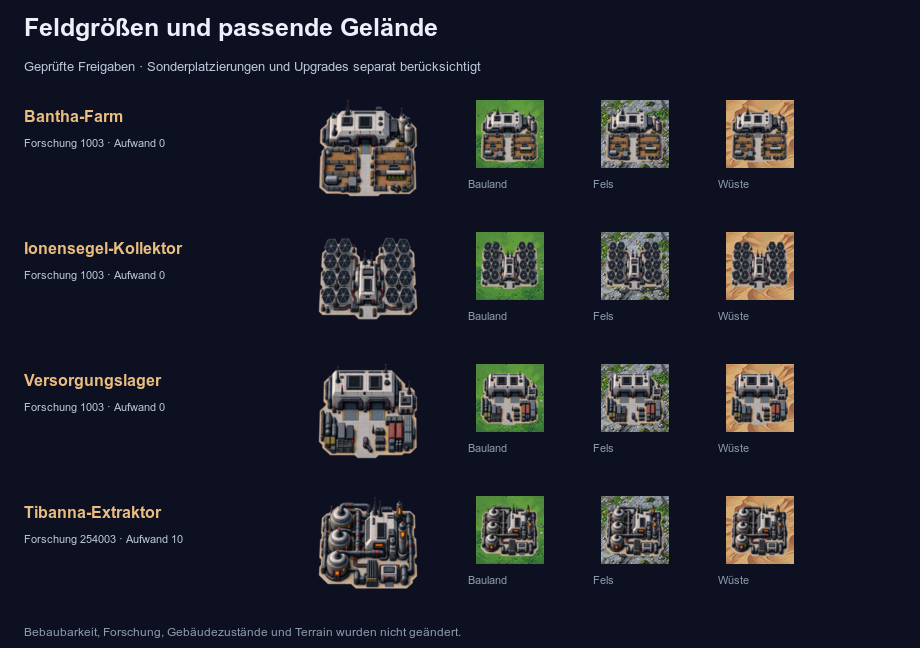 Feldgrößen und passende Gelände
Geprüfte Freigaben · Sonderplatzierungen und Upgrades separat berücksichtigt
Bantha-Farm
Forschung 1003 · Aufwand 0
Bauland
Fels
Wüste
Ionensegel-Kollektor
Forschung 1003 · Aufwand 0
Bauland
Fels
Wüste
Versorgungslager
Forschung 1003 · Aufwand 0
Bauland
Fels
Wüste
Tibanna-Extraktor
Forschung 254003 · Aufwand 10
Bauland
Fels
Wüste
Bebaubarkeit, Forschung, Gebäudezustände und Terrain wurden nicht geändert.